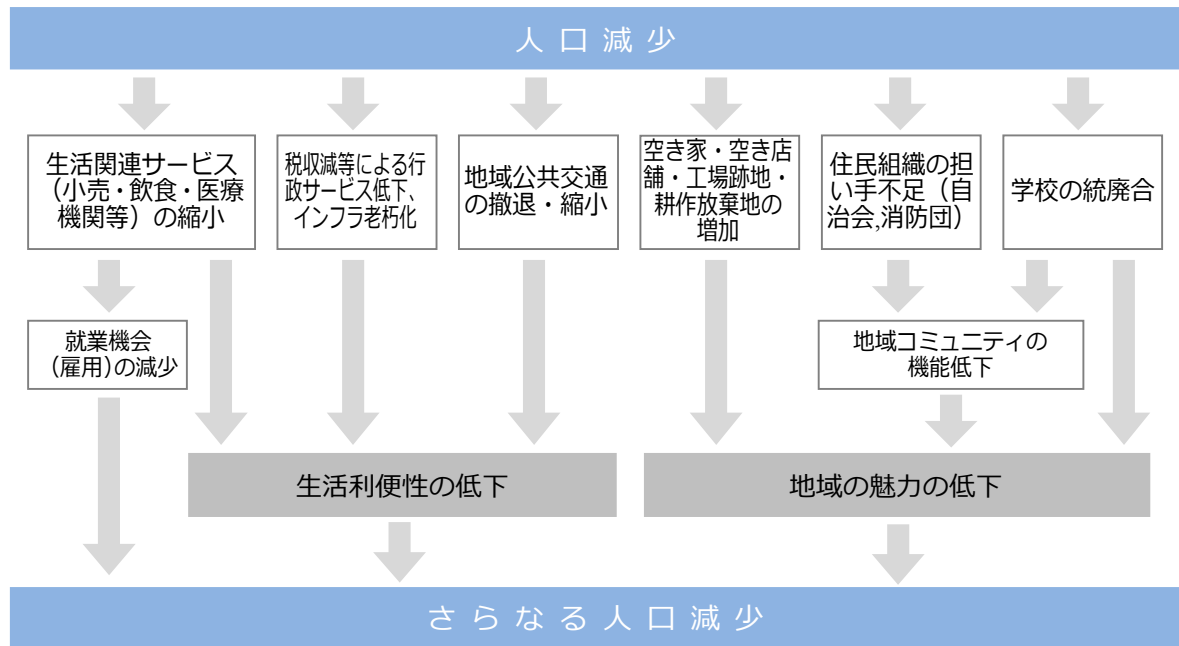 人口減少
生活関連サービス
（小売・飲食・医療
機関等）の縮小
税収減等による行
政サービス低下、
インフラ老朽化
地域公共交通
の撤退・縮小
空き家・空き店
舗・工場跡地・
耕作放棄地の
増加
住民組織の担
い手不足（自
治会,消防団）
学校の統廃合
就業機会
（雇用）の減少
地域コミュニティの
機能低下
生活利便性の低下
地域の魅力の低下
さらなる人口減少